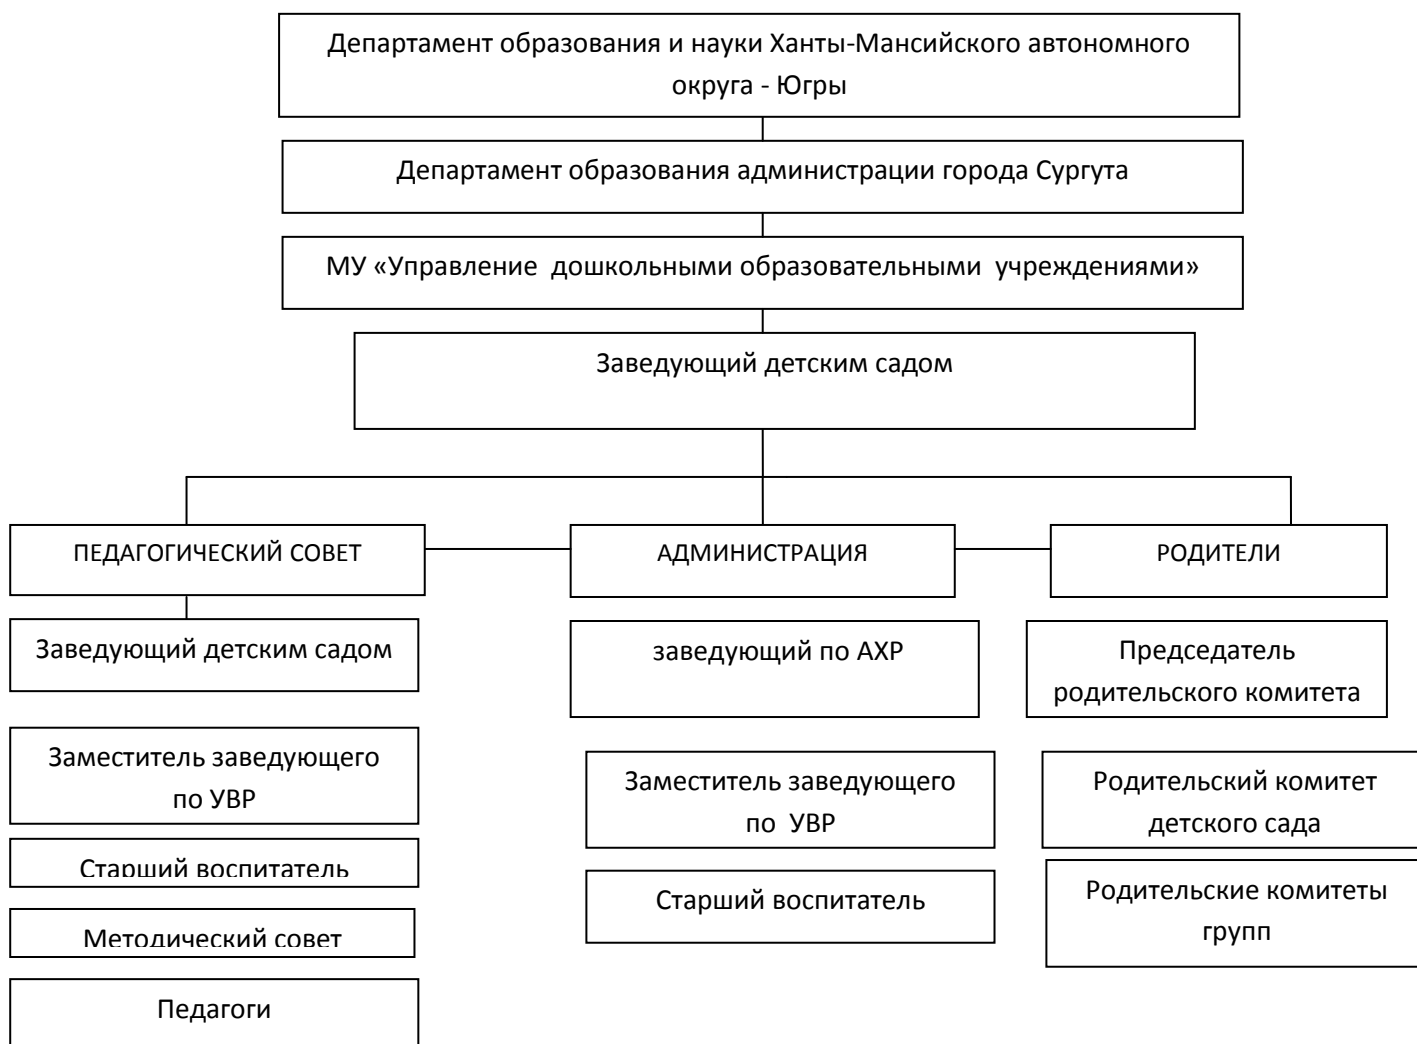 Департамент образования и науки Ханты-Мансийского автономного
округа - Югры
Департамент образования администрации города Сургута
МУ «Управление дошкольными образовательными учреждениями»
Заведующий детским садом
ПЕДАГОГИЧЕСКИЙ СОВЕТ
АДМИНИСТРАЦИЯ
РОДИТЕЛИ
Заведующий детским садом
заведующий по АХР
Председатель
родительского комитета
Заместитель заведующего
по УВР
Заместитель заведующего
по УВР
Родительский комитет
детского сада
Старший воспитатель
Старший воспитатель
Родительские комитеты
групп
Методический совет
Педагоги